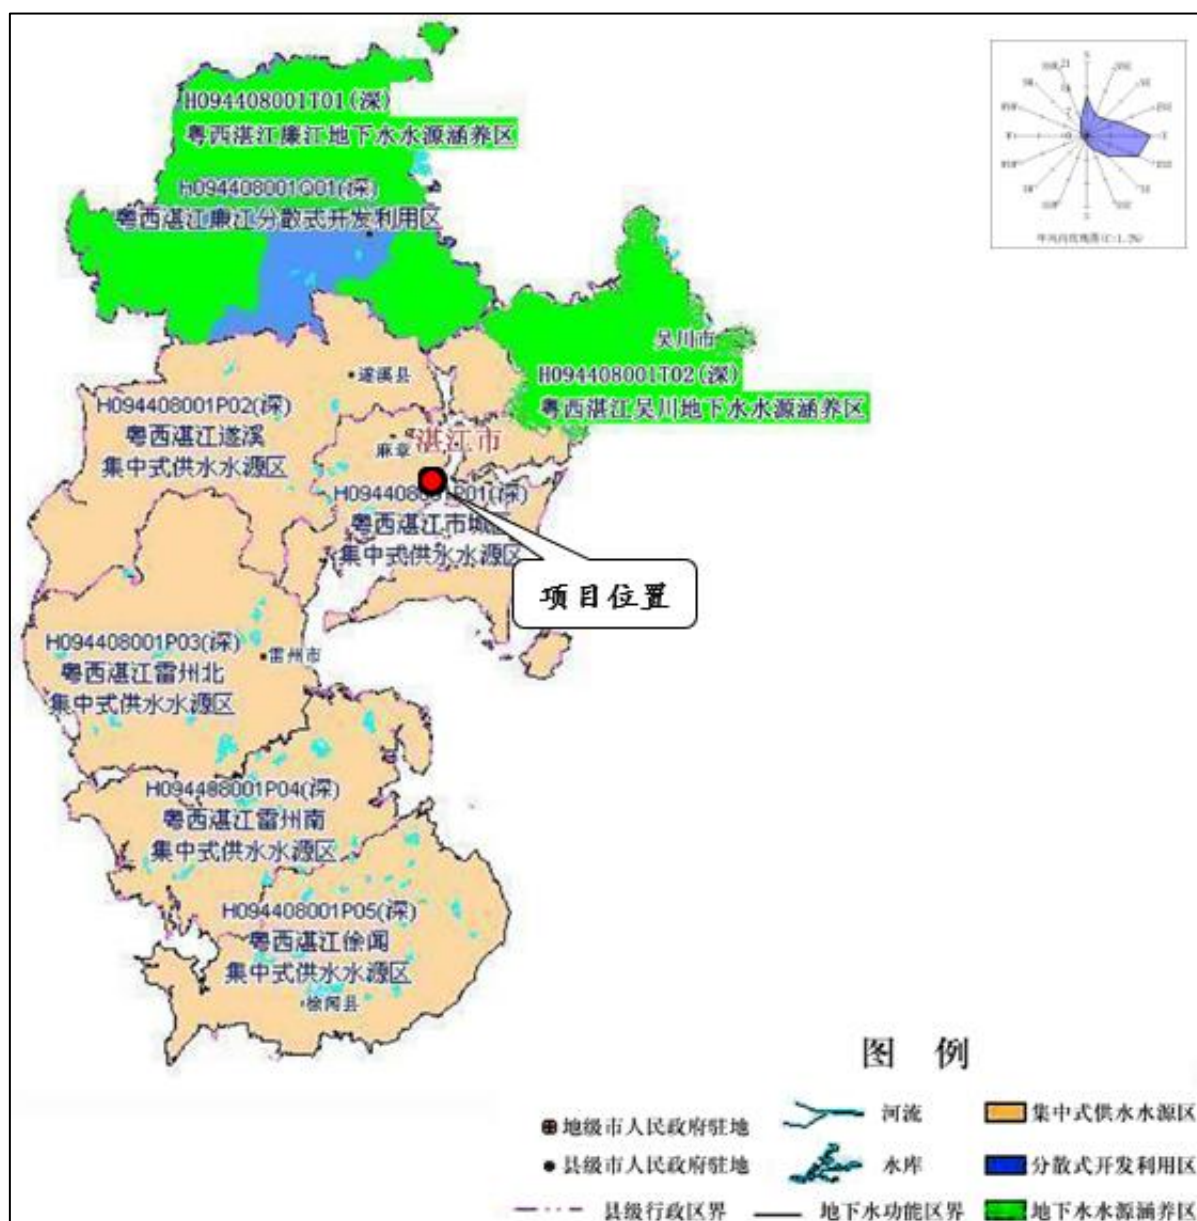 H094408001T01(深)
粤西湛江廉江地下水水源涵养区
H094408001Q01(深)
粤西湛江廉江分散式开发利用区
吴川市
H094408001T02(深)
粤西湛江吴川地下水水源涵养区
遂溪县
H094408001P02(深)
粤西湛江遂溪
集中式供水水源区
麻章
湛江市
H094408001P01(深)
粤西湛江市城区
集中式供水水源区
项目位置
H094408001P03(深)
粤西湛江雷州北
集中式供水水源区
雷州市
H094408001P04(深)
粤西湛江雷州南
集中式供水水源区
H094408001P05(深)
粤西湛江徐闻
集中式供水水源区
徐闻县
图 例
地级市人民政府驻地
河流
集中式供水水源区
县级市人民政府驻地
水库
分散式开发利用区
县级行政区界
地下水功能区界
地下水水源涵养区